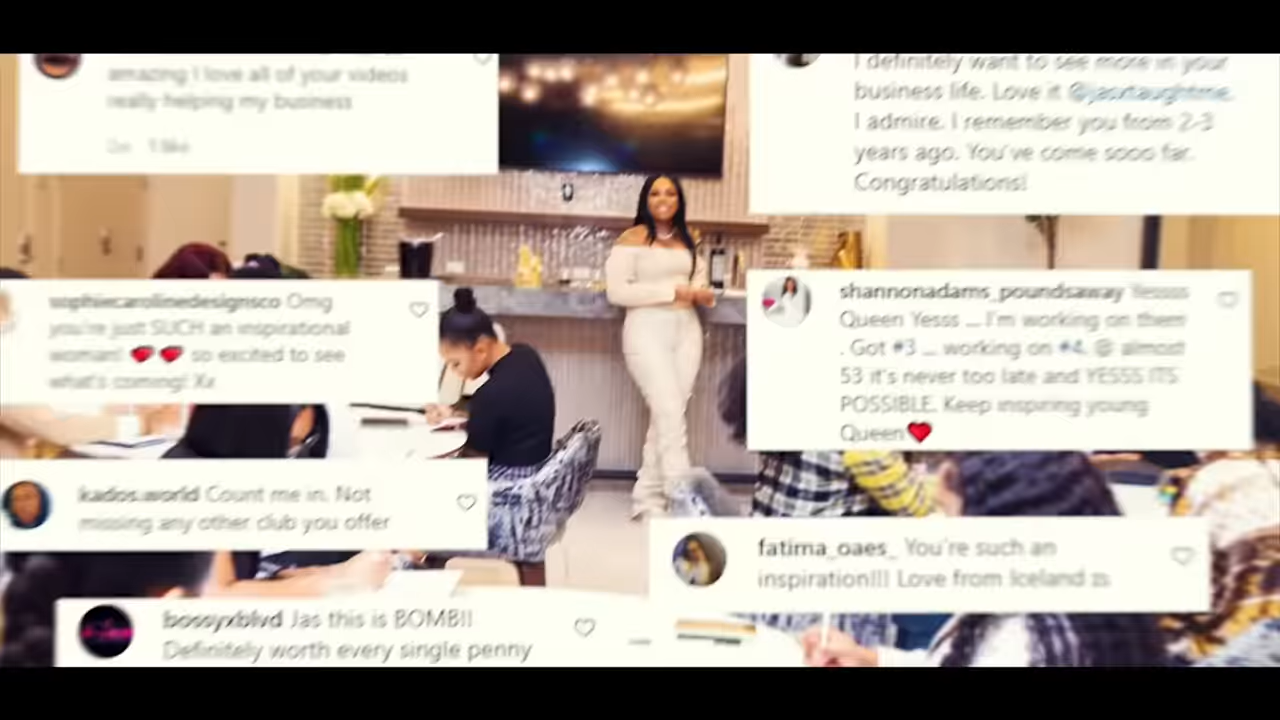 amazing I love all of your videos
really helping my business
I definitely want to see more in your
business life. Love it @jasxtaughtme.
I admire. I remember you from 2-3
years ago. You've come sooo far.
Congratulations!
sophiecarolinedesignsco Omg
you're just SUCH an inspirational
woman! ❤️❤️ so excited to see
what's coming! Xx
shannonadams_poundsaway Yessss
Queen Yesss ... I'm working on them
. Got #3 ... working on #4. @ almost
53 it's never too late and YESSS ITS
POSSIBLE. Keep inspiring young
Queen❤️
kados.world Count me in. Not
missing any other club you offer
fatima_oaes_ You're such an
inspiration!!! Love from Iceland
bossyxblvd Jas this is BOMB!!
Definitely worth every single penny